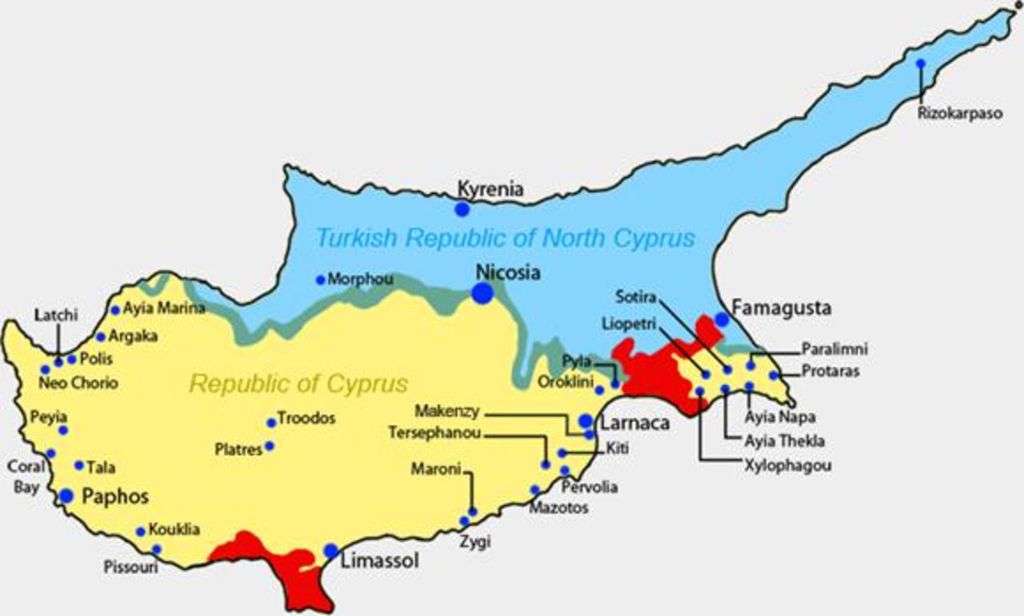 Rizokarpaso
Kyrenia
Turkish Republic of North Cyprus
Nicosia
Morphou
Sotira
Famagusta
Ayia Marina
Latchi
Liopetri
Argaka
Paralimni
Polis
Pyla
Protaras
Neo Chorio
Republic of Cyprus
Oroklini
Makenzy
Peyia
Troodos
Larnaca
Ayia Napa
Tersephanou
Ayia Thekla
Platres
Kiti
Coral
Bay
Tala
Maroni
Xylophagou
Pervolia
Paphos
Mazotos
Kouklia
Zygi
Pissouri
Limassol